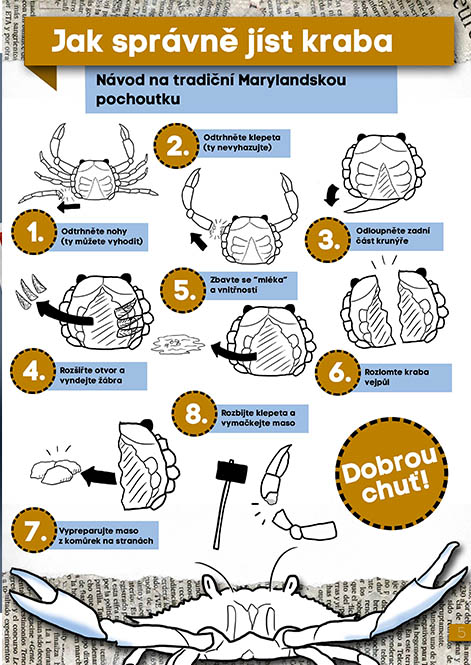 Jak správně jíst kraba
Návod na tradiční Marylandskou
pochoutku
1.
Odtrhněte nohy
(ty můžete vyhodit)
2.
Odtrhněte klepeta
(ty nevyhazujte)
3.
Odloupněte zadní
část krunýře
4.
Rozšiřte otvor a
vyndejte žábra
5.
Zbavte se "mléka"
a vnitřností
6.
Rozlomte kraba
vejpůl
7.
Vypreparujte maso
z komůrek na stranách
8.
Rozbijte klepeta a
vymačkejte maso
Dobrou
chuť!
5